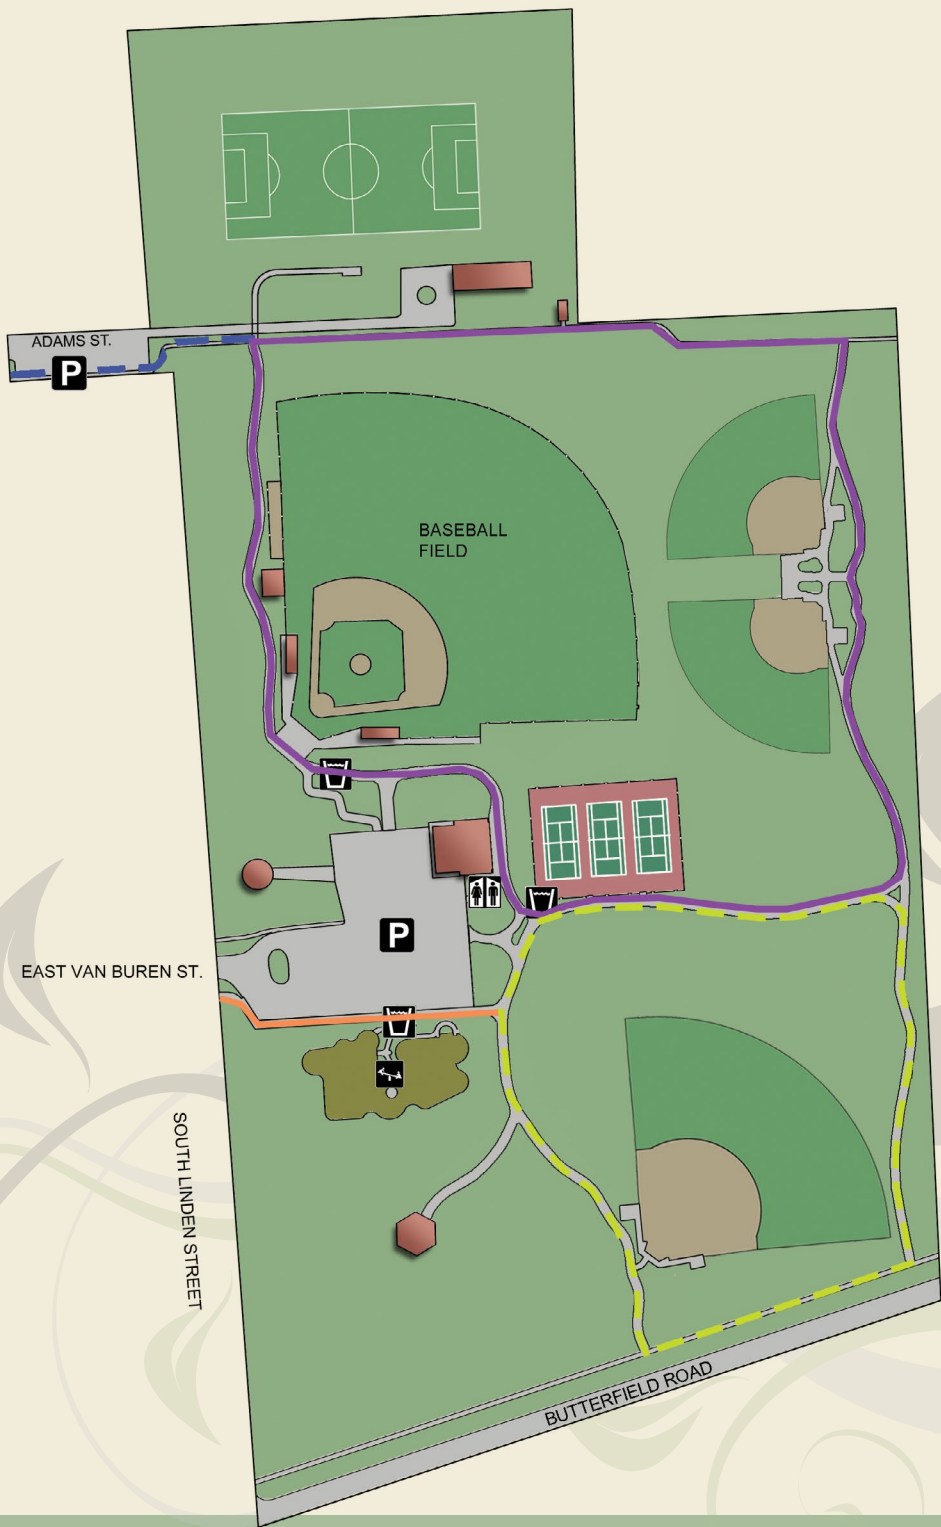 ADAMS ST.
P
BASEBALL
FIELD
P
EAST VAN BUREN ST.
SOUTH LINDEN STREET
BUTTERFIELD ROAD